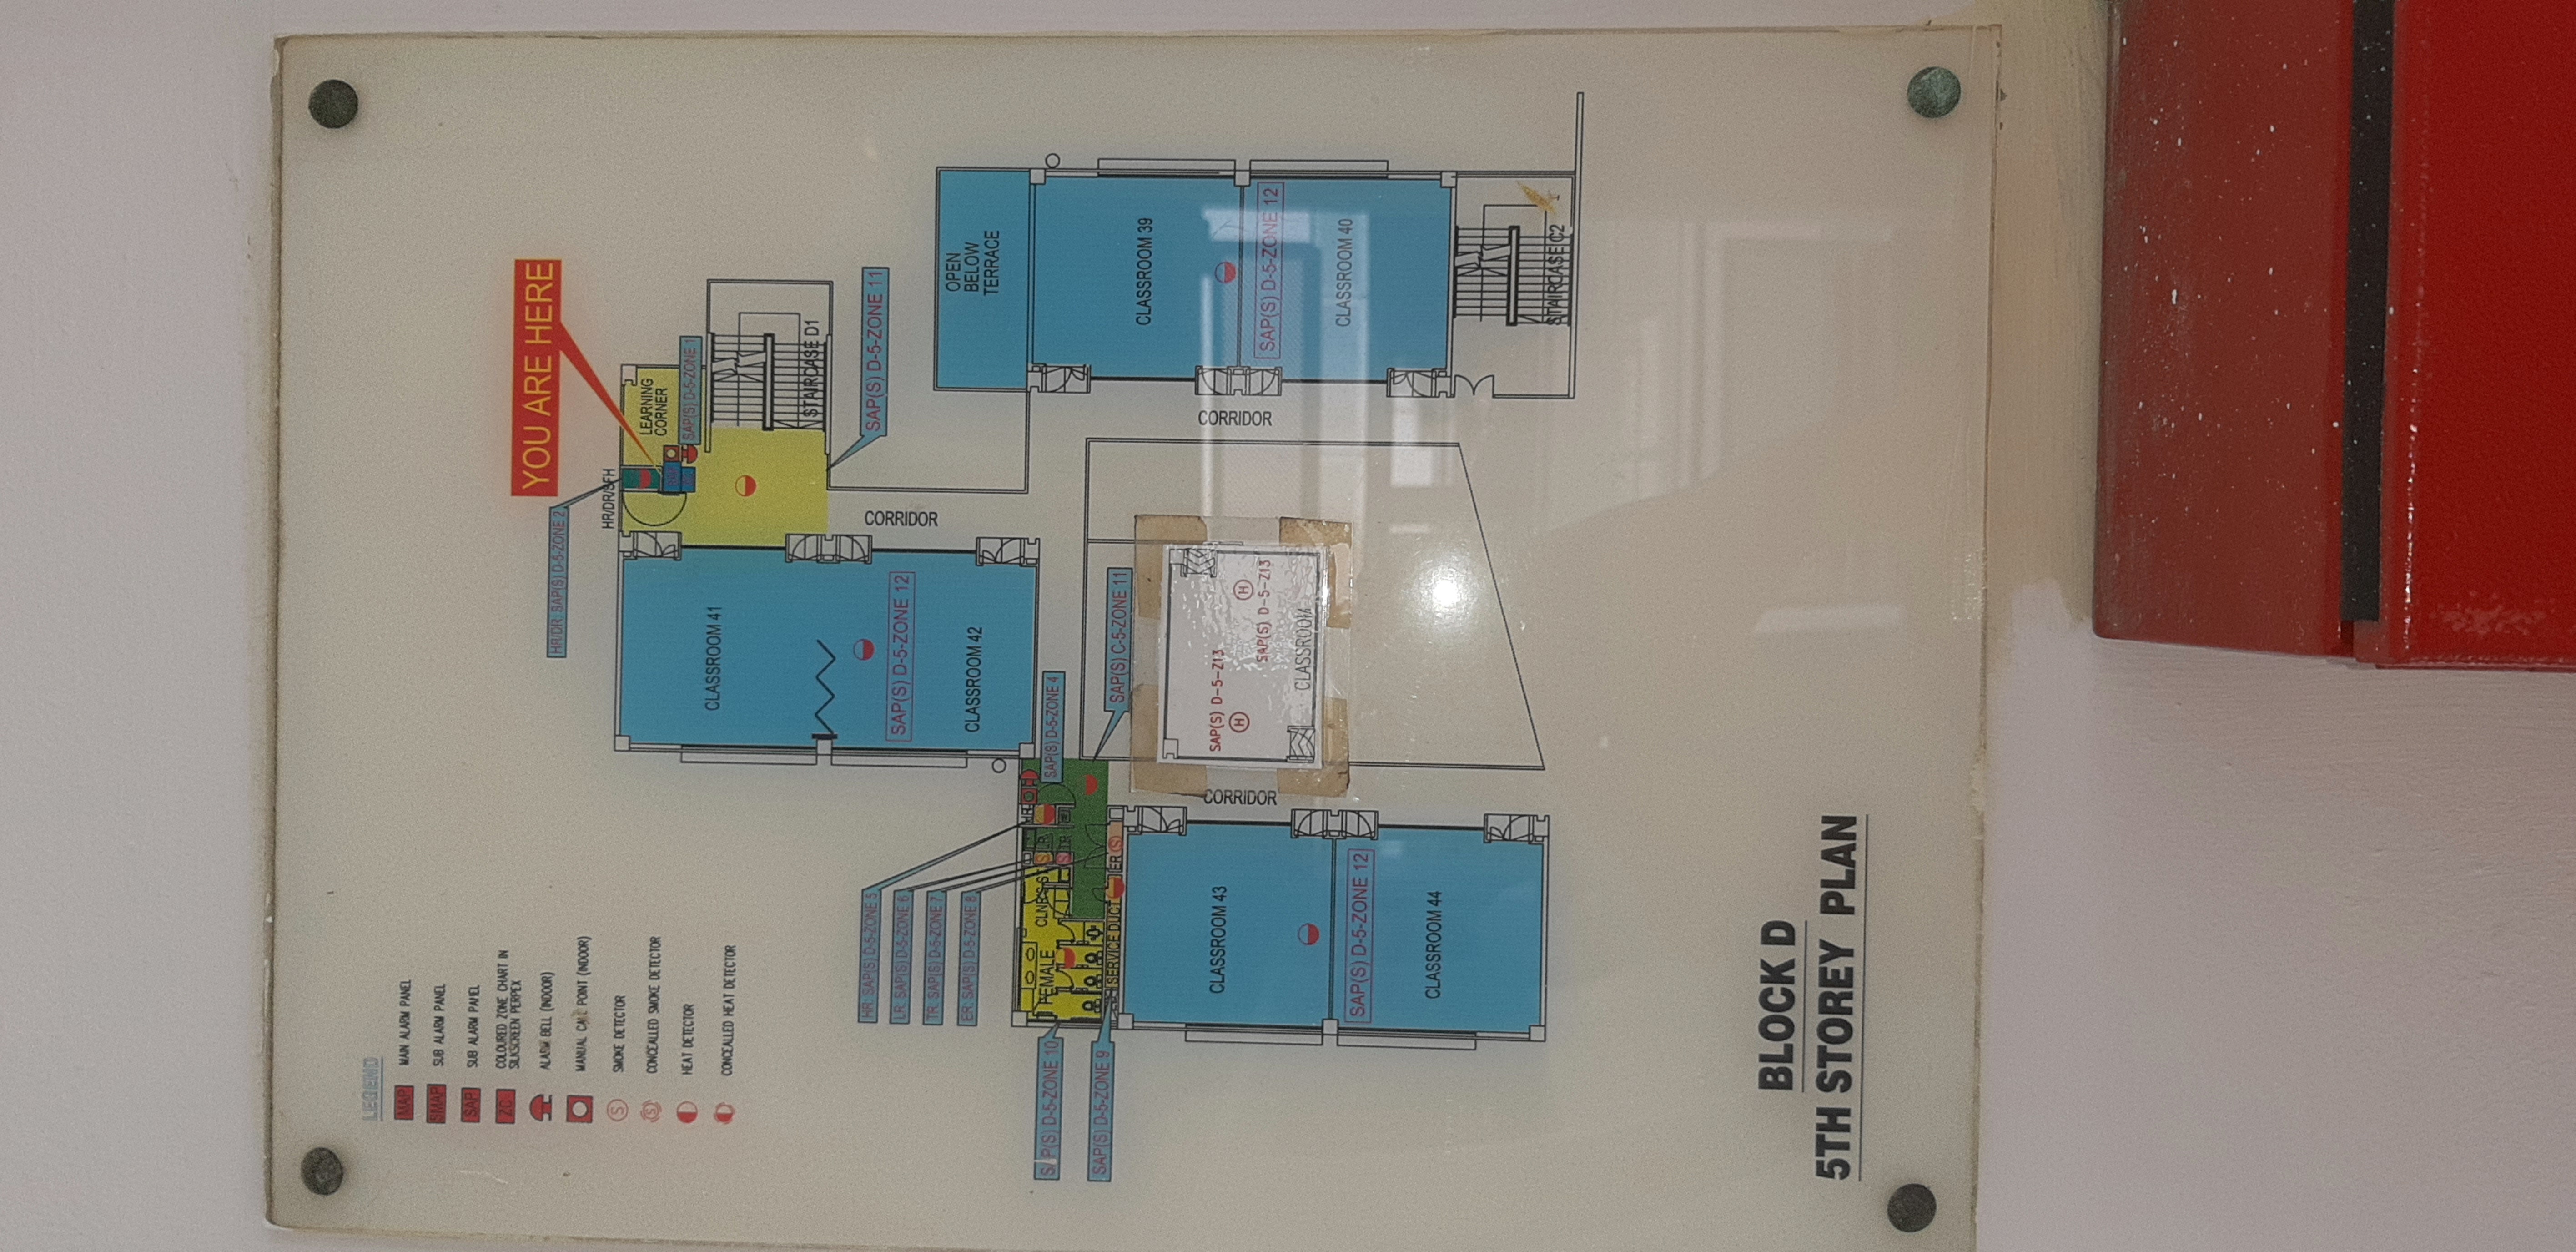 LEGEND
MAP MAIN ALARM PANEL
SMAP SUB ALARM PANEL
SAP SUB ALARM PANEL
ZC COLOURED ZONE CHART IN
SILKSCREEN PERPEX
ALARM BELL (INDOOR)
MANUAL CALL POINT (INDOOR)
S SMOKE DETECTOR
S CONCEALLED SMOKE DETECTOR
HEAT DETECTOR
CONCEALLED HEAT DETECTOR
YOU ARE HERE
HR/DR: SAP(S) D-5-ZONE 2
HR/DR/SFH
LEARNING
CORNER
SAP(S) D-5-ZONE 1
CLASSROOM 41
STAIRCASE D1
SAP(S) D-5-ZONE 11
CORRIDOR
SAP(S) D-5-ZONE 12
CLASSROOM 42
HR: SAP(S) D-5-ZONE 5
LR: SAP(S) D-5-ZONE 6
TR: SAP(S) D-5-ZONE 7
ER: SAP(S) D-5-ZONE 8
OPEN
BELOW
TERRACE
SAP(S) D-5-ZONE 10
FEMALE
CLNR'S ST
S
LR
HR
S
TR
SAP(S) D-5-ZONE 4
SAP(S) D-5-ZONE 9
SERVICE DUCT
ER
S
SAP(S) C-5-ZONE 11
CLASSROOM 39
CLASSROOM 43
CORRIDOR
SAP(S) D-5-Z13
H
H
SAP(S) D-5-Z13
CLASSROOM
CORRIDOR
SAP(S) D-5-ZONE 12
CLASSROOM 40
SAP(S) D-5-ZONE 12
CLASSROOM 44
STAIRCASE C2
BLOCK D
5TH STOREY PLAN